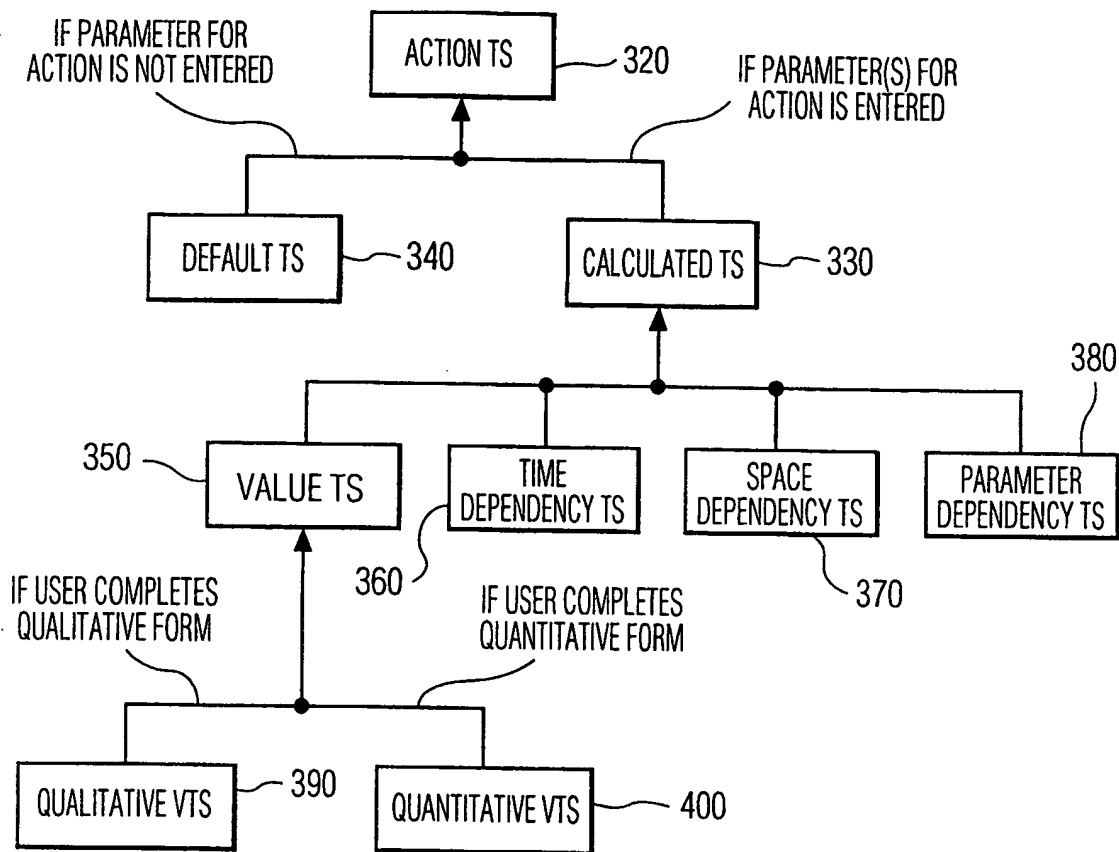 IF PARAMETER FOR
ACTION IS NOT ENTERED
ACTION TS
320
IF PARAMETER(S) FOR
ACTION IS ENTERED
DEFAULT TS
340
CALCULATED TS
330
380
350
VALUE TS
TIME
DEPENDENCY TS
SPACE
DEPENDENCY TS
PARAMETER
DEPENDENCY TS
360
370
IF USER COMPLETES
QUALITATIVE FORM
IF USER COMPLETES
QUANTITATIVE FORM
QUALITATIVE VTS
390
QUANTITATIVE VTS
400